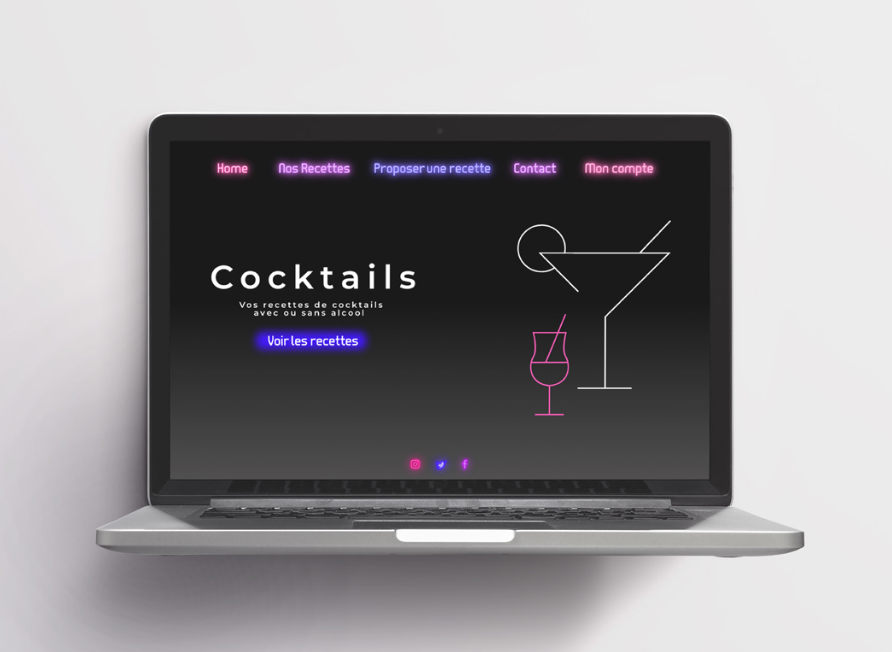 Home Nos Recettes Proposer une recette Contact Mon compte
Cocktails
Vos recettes de cocktails
avec ou sans alcool
Voir les recettes